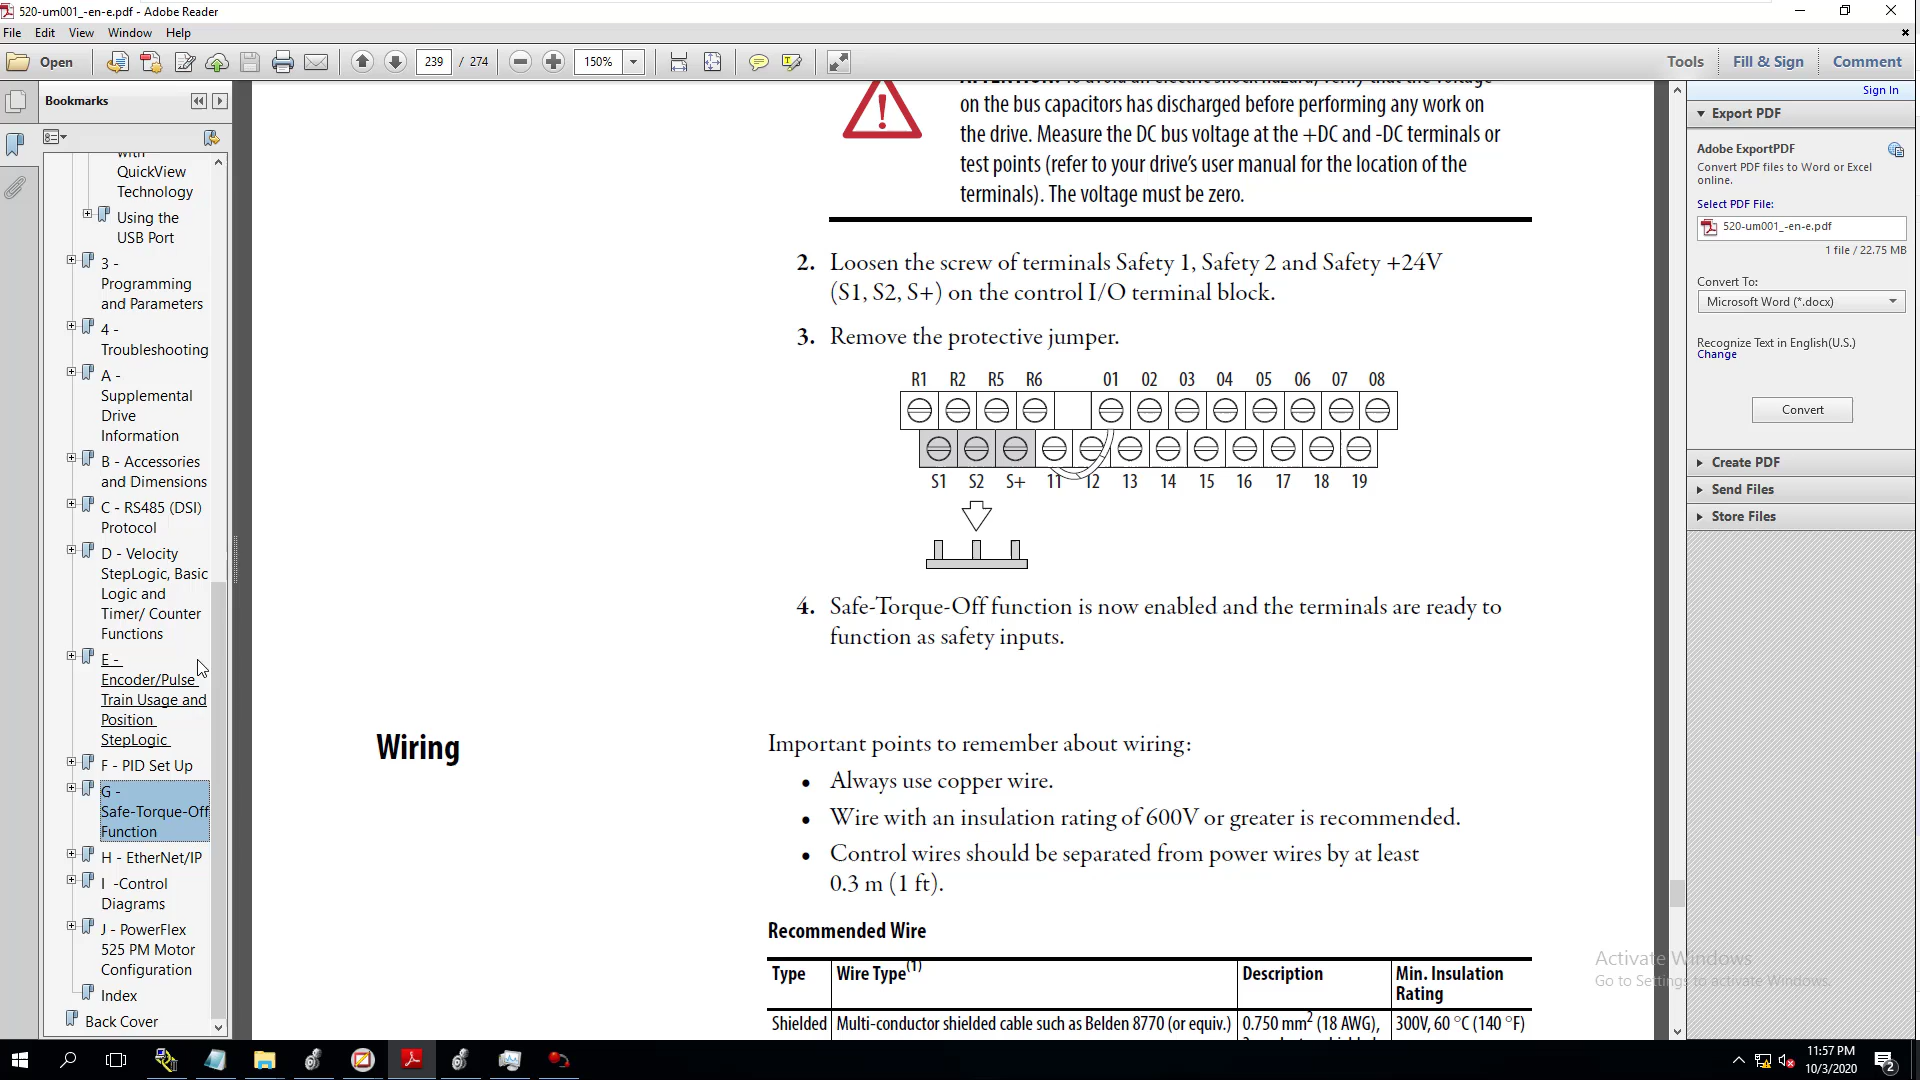 520-um001_-en-e.pdf - Adobe Reader
File Edit View Window Help
Open 239 / 274 150% Tools Fill & Sign Comment
Bookmarks
with
QuickView
Technology
Using the
USB Port
3 -
Programming
and Parameters
4 -
Troubleshooting
A -
Supplemental
Drive
Information
B - Accessories
and Dimensions
C - RS485 (DSI)
Protocol
D - Velocity
StepLogic, Basic
Logic and
Timer/ Counter
Functions
E -
Encoder/Pulse
Train Usage and
Position
StepLogic
F - PID Set Up
G -
Safe-Torque-Off
Function
H - EtherNet/IP
I -Control
Diagrams
J - PowerFlex
525 PM Motor
Configuration
Index
Back Cover
on the bus capacitors has discharged before performing any work on
the drive. Measure the DC bus voltage at the +DC and -DC terminals or
test points (refer to your drive's user manual for the location of the
terminals). The voltage must be zero.
2. Loosen the screw of terminals Safety 1, Safety 2 and Safety +24V
(S1, S2, S+) on the control I/O terminal block.
3. Remove the protective jumper.
R1 R2 R5 R6 01 02 03 04 05 06 07 08
S1 S2 S+ 11 12 13 14 15 16 17 18 19
4. Safe-Torque-Off function is now enabled and the terminals are ready to
function as safety inputs.
Wiring
Important points to remember about wiring:
• Always use copper wire.
• Wire with an insulation rating of 600V or greater is recommended.
• Control wires should be separated from power wires by at least
0.3 m (1 ft).
Recommended Wire
Type Wire Type(1) Description Min. Insulation
Rating
Shielded Multi-conductor shielded cable such as Belden 8770 (or equiv.) 0.750 mm2 (18 AWG), 300V, 60 °C (140 °F)
Sign In
Export PDF
Adobe ExportPDF
Convert PDF files to Word or Excel
online.
Select PDF File:
520-um001_-en-e.pdf
1 file / 22.75 MB
Convert To:
Microsoft Word (*.docx)
Recognize Text in English(U.S.)
Change
Convert
Create PDF
Send Files
Store Files
Activate Windows
Go to Settings to activate Windows.
11:57 PM
10/3/2020
2